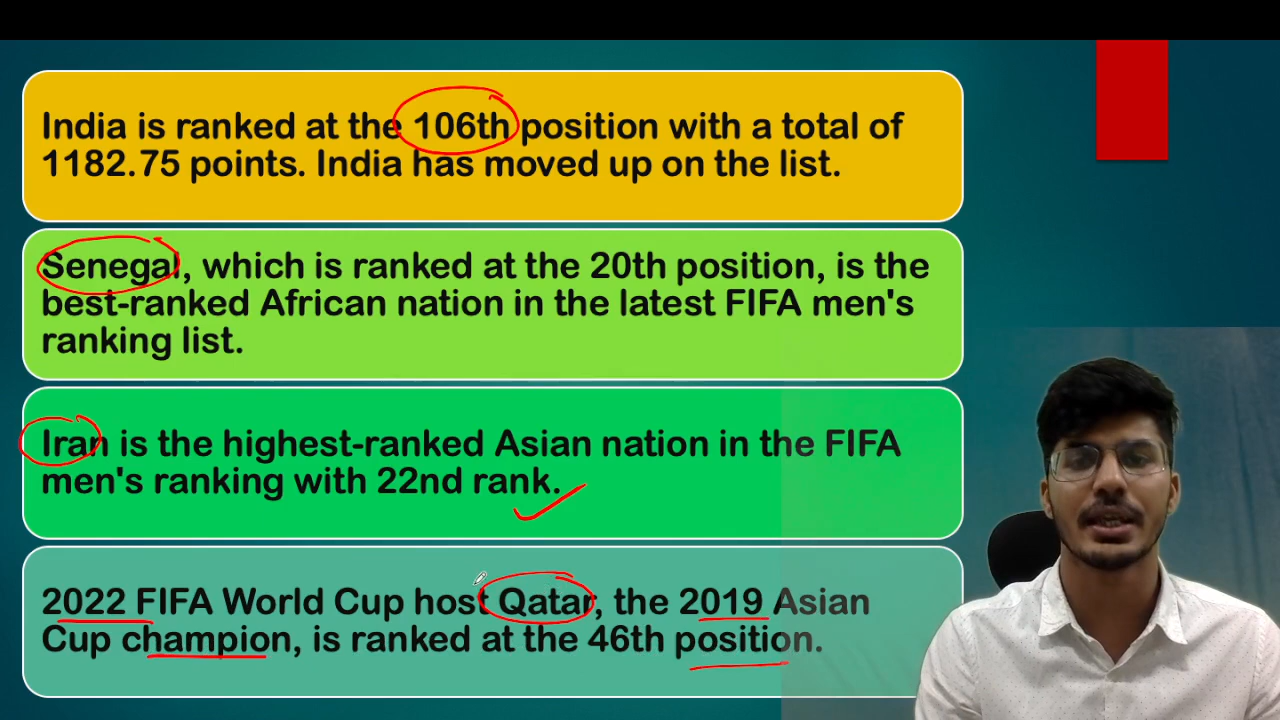 India is ranked at the 106th position with a total of
1182.75 points. India has moved up on the list.
Senegal, which is ranked at the 20th position, is the
best-ranked African nation in the latest FIFA men's
ranking list.
Iran is the highest-ranked Asian nation in the FIFA
men's ranking with 22nd rank.
2022 FIFA World Cup host Qatar, the 2019 Asian
Cup champion, is ranked at the 46th position.